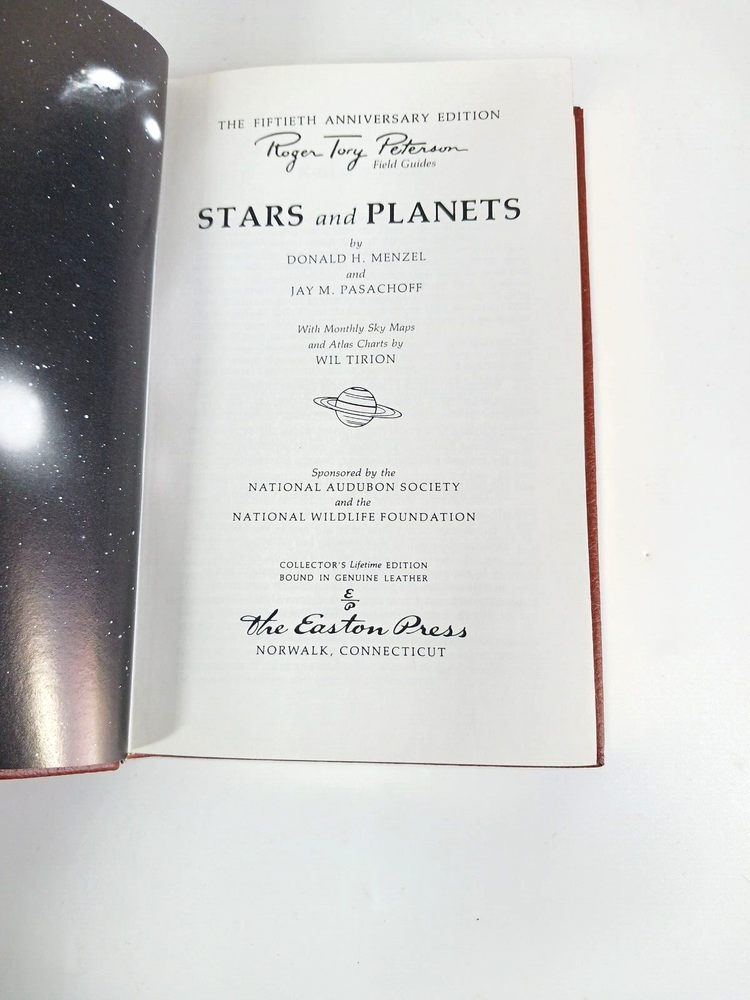 THE FIFTIETH ANNIVERSARY EDITION
Roger Tory Peterson
Field Guides
STARS and PLANETS
by
DONALD H. MENZEL
and
JAY M. PASACHOFF
With Monthly Sky Maps
and Atlas Charts by
WIL TIRION
Sponsored by the
NATIONAL AUDUBON SOCIETY
and the
NATIONAL WILDLIFE FOUNDATION
COLLECTOR'S Lifetime EDITION
BOUND IN GENUINE LEATHER
E
P
The Easton Press
NORWALK, CONNECTICUT